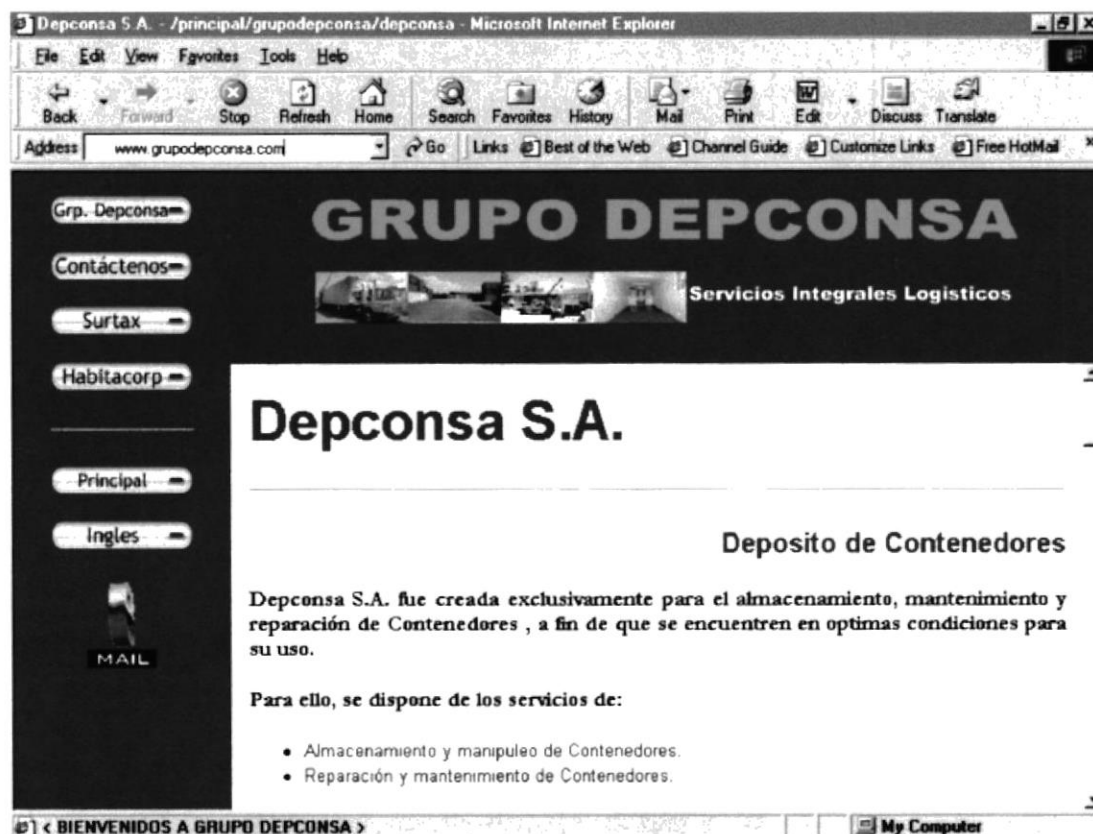 Depconsa S.A. - /principal/grupodepconsa/depconsa - Microsoft Internet Explorer
File Edit View Favorites Tools Help
Back Forward Stop Refresh Home Search Favorites History Mail Print Edit Discuss Translate
Address www.grupodepconsa.com Go Links Best of the Web Channel Guide Customize Links Free HotMail
Grp. Depconsa
Contáctenos
Surtax
Habitacorp
Principal
Ingles
MAIL
GRUPO DEPCONSA
Servicios Integrales Logisticos
Depconsa S.A.
Deposito de Contenedores
Depconsa S.A. fue creada exclusivamente para el almacenamiento, mantenimiento y
reparación de Contenedores , a fin de que se encuentren en optimas condiciones para
su uso.
Para ello, se dispone de los servicios de:
• Almacenamiento y manipuleo de Contenedores.
• Reparación y mantenimiento de Contenedores.
< BIENVENIDOS A GRUPO DEPCONSA > My Computer